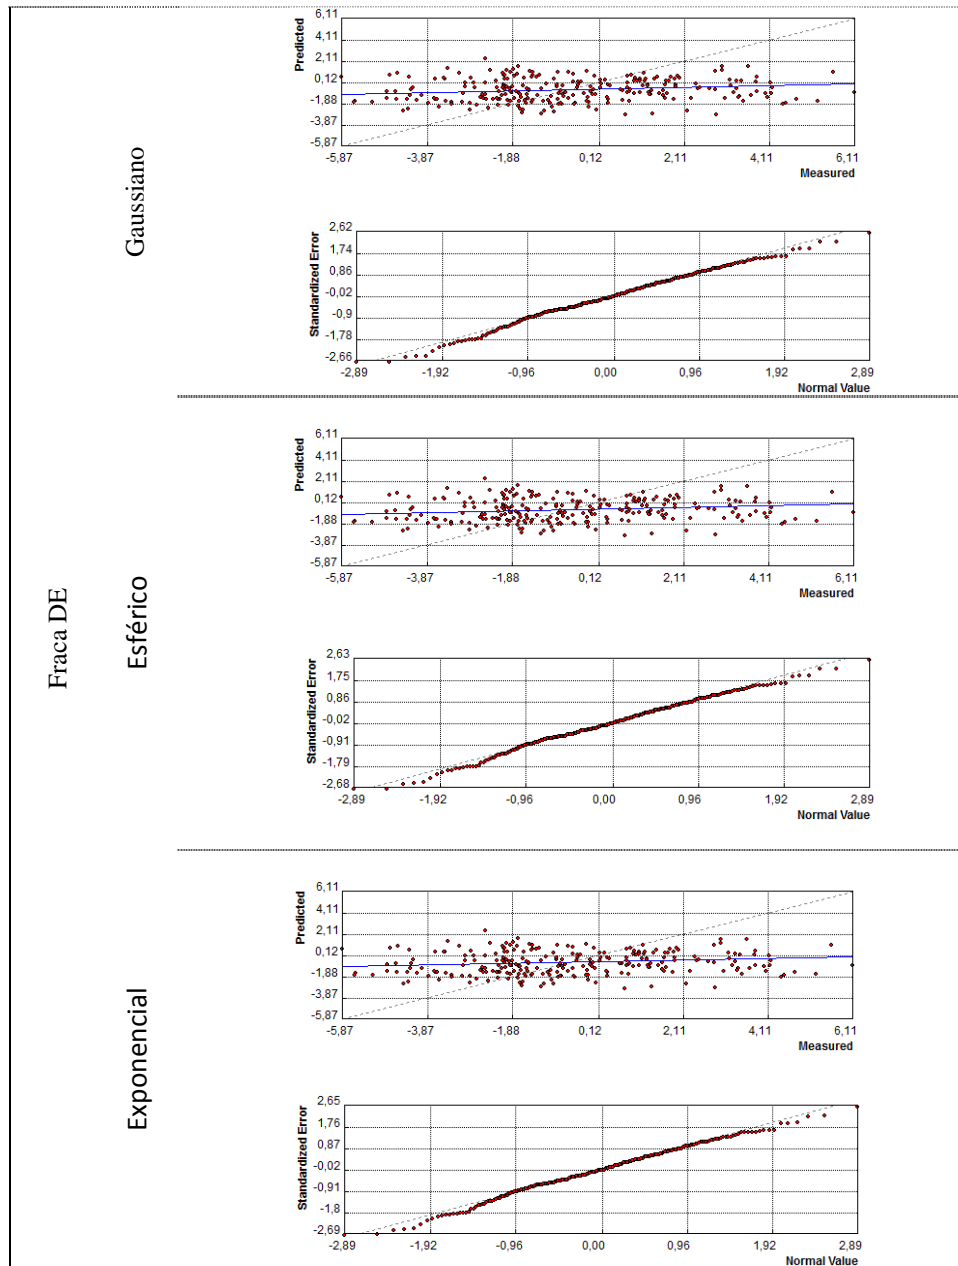 Fraca DE
Gaussiano
Predicted
6,11
4,11
2,11
0,12
-1,88
-3,87
-5,87
-5,87 -3,87 -1,88 0,12 2,11 4,11 6,11
Measured
Standardized Error
2,62
1,74
0,86
-0,02
-0,9
-1,78
-2,66
-2,89 -1,92 -0,96 0,00 0,96 1,92 2,89
Normal Value
Esférico
Predicted
6,11
4,11
2,11
0,12
-1,88
-3,87
-5,87
-5,87 -3,87 -1,88 0,12 2,11 4,11 6,11
Measured
Standardized Error
2,63
1,75
0,86
-0,02
-0,91
-1,79
-2,68
-2,89 -1,92 -0,96 0,00 0,96 1,92 2,89
Normal Value
Exponencial
Predicted
6,11
4,11
2,11
0,12
-1,88
-3,87
-5,87
-5,87 -3,87 -1,88 0,12 2,11 4,11 6,11
Measured
Standardized Error
2,65
1,76
0,87
-0,02
-0,91
-1,8
-2,69
-2,89 -1,92 -0,96 0,00 0,96 1,92 2,89
Normal Value